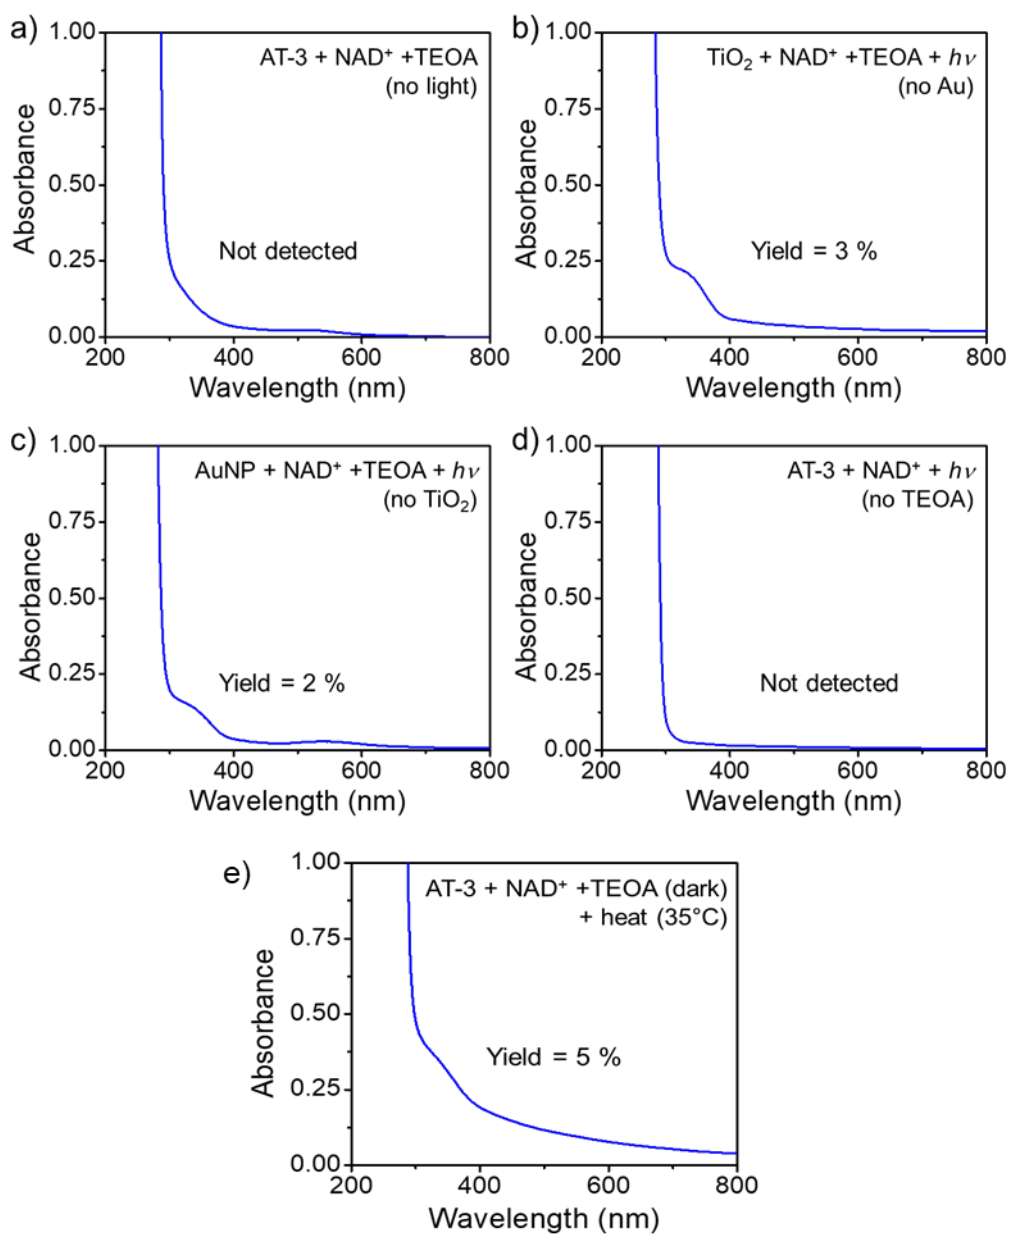 a)
AT-3 + NAD⁺ +TEOA
(no light)
Not detected
Absorbance
1.00
0.75
0.50
0.25
0.00
200 400 600 800
Wavelength (nm)
b)
TiO₂ + NAD⁺ +TEOA + hν
(no Au)
Yield = 3 %
Absorbance
1.00
0.75
0.50
0.25
0.00
200 400 600 800
Wavelength (nm)
c)
AuNP + NAD⁺ +TEOA + hν
(no TiO₂)
Yield = 2 %
Absorbance
1.00
0.75
0.50
0.25
0.00
200 400 600 800
Wavelength (nm)
d)
AT-3 + NAD⁺ + hν
(no TEOA)
Not detected
Absorbance
1.00
0.75
0.50
0.25
0.00
200 400 600 800
Wavelength (nm)
e)
AT-3 + NAD⁺ +TEOA (dark)
+ heat (35°C)
Yield = 5 %
Absorbance
1.00
0.75
0.50
0.25
0.00
200 400 600 800
Wavelength (nm)